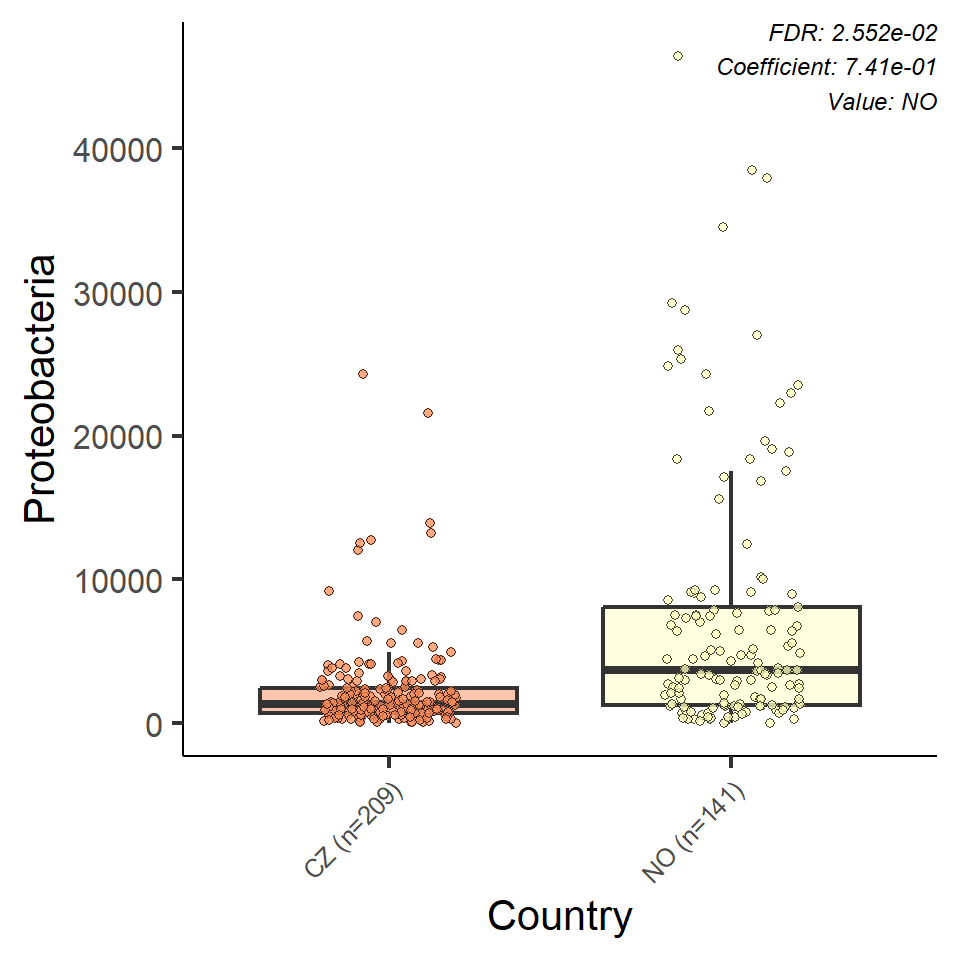 FDR: 2.552e-02
Coefficient: 7.41e-01
Value: NO
Proteobacteria
40000
30000
20000
10000
0
CZ (n=209)
NO (n=141)
Country